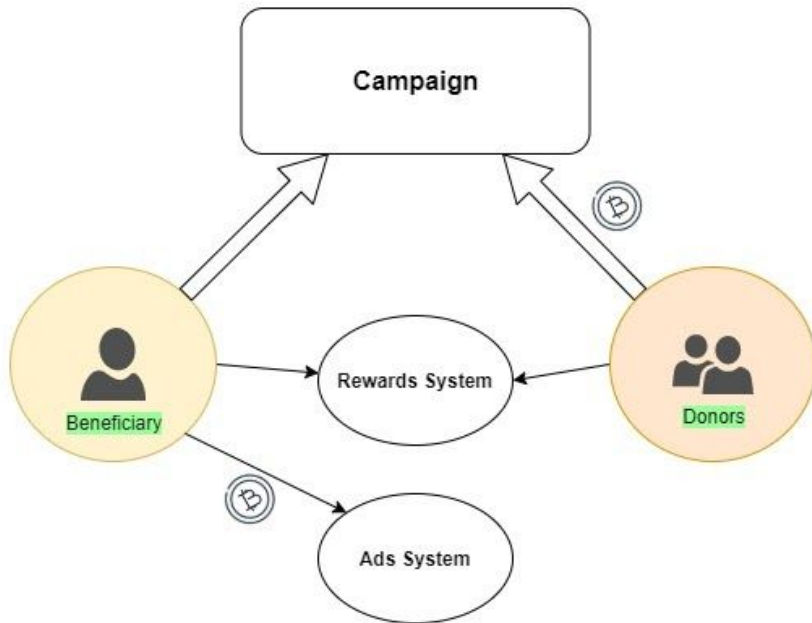 Campaign
Rewards System
Beneficiary
Donors
Ads System